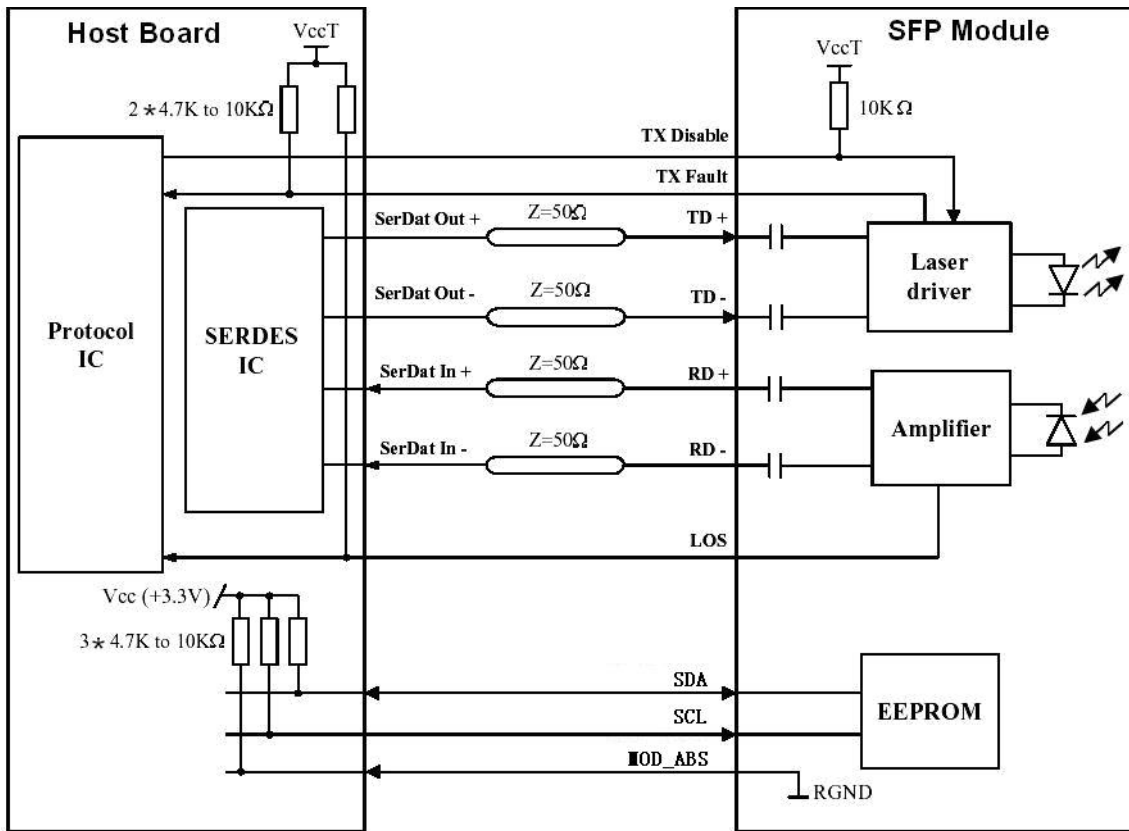 Host Board
SFP Module
VccT
VccT
2*4.7K to 10KΩ
10KΩ
TX Disable
TX Fault
SerDat Out +
Z=50Ω
TD +
Laser
driver
SerDat Out -
Z=50Ω
TD -
Protocol
IC
SERDES
IC
SerDat In +
Z=50Ω
RD +
Amplifier
SerDat In -
Z=50Ω
RD -
LOS
Vcc (+3.3V)
3*4.7K to 10KΩ
SDA
SCL
EEPROM
MOD_ABS
RGND